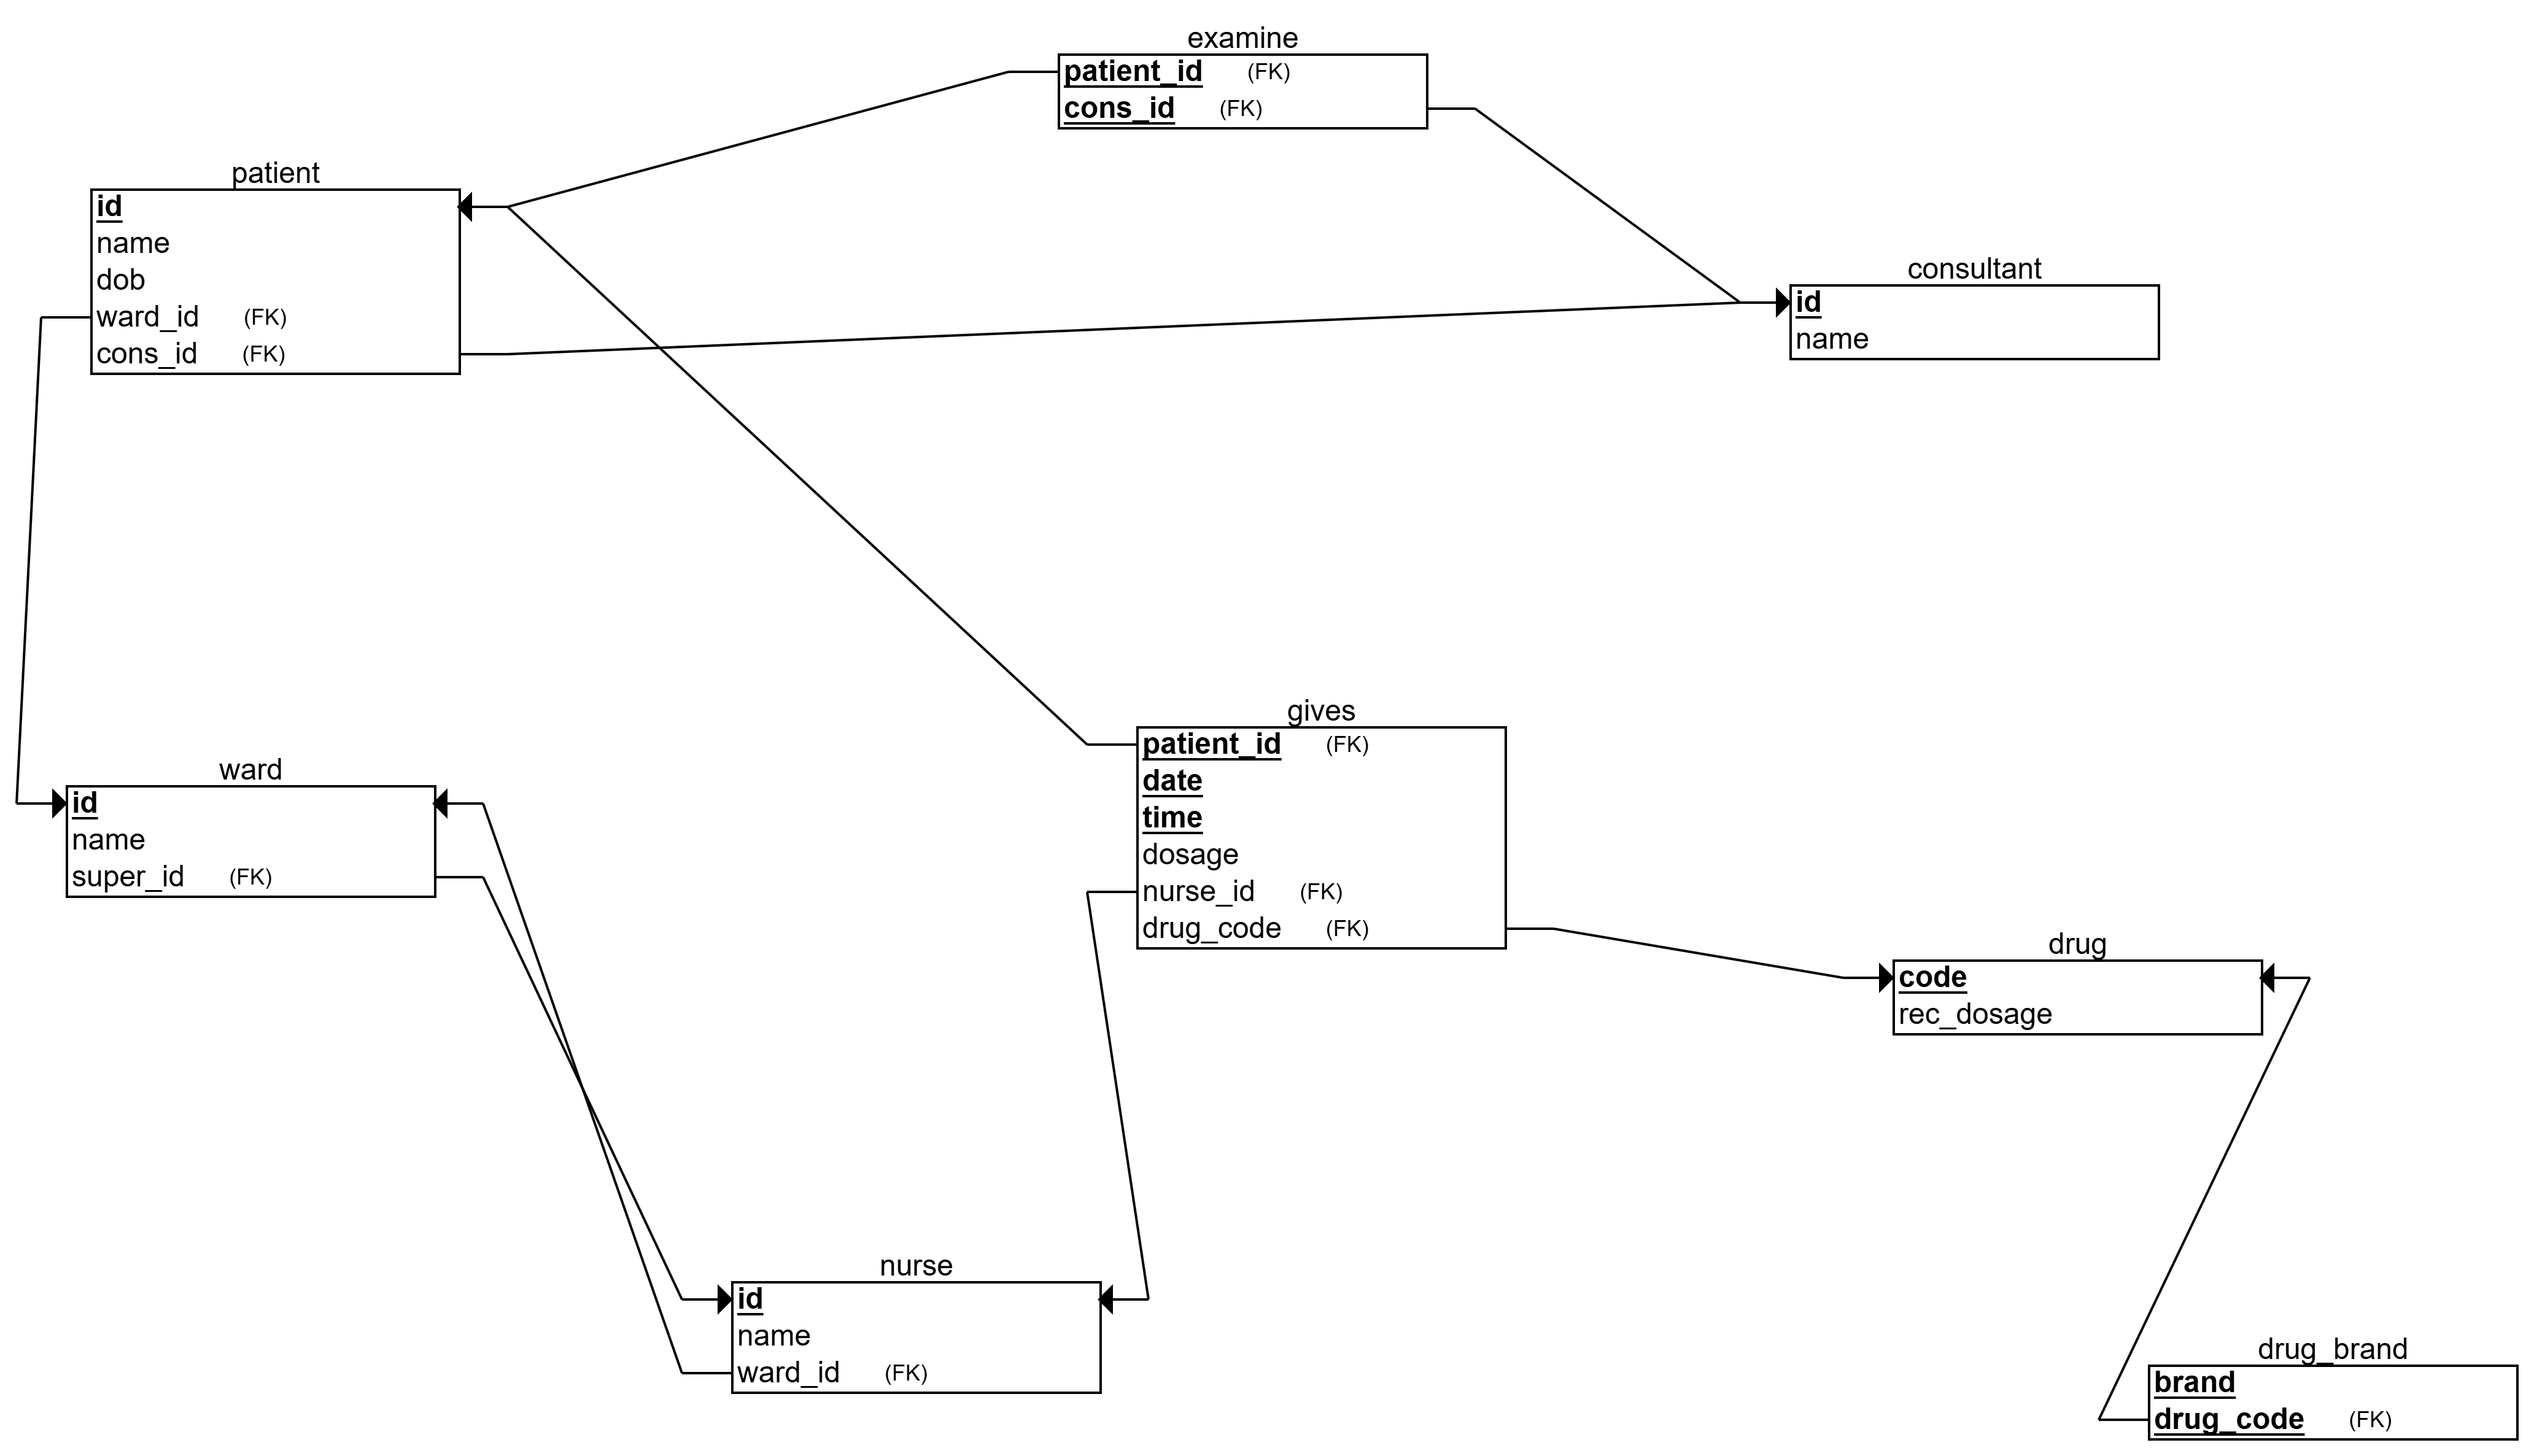 examine
patient_id (FK)
cons_id (FK)
patient
id
name
dob
ward_id (FK)
cons_id (FK)
consultant
id
name
gives
patient_id (FK)
date
time
dosage
nurse_id (FK)
drug_code (FK)
ward
id
name
super_id (FK)
drug
code
rec_dosage
nurse
id
name
ward_id (FK)
drug_brand
brand
drug_code (FK)